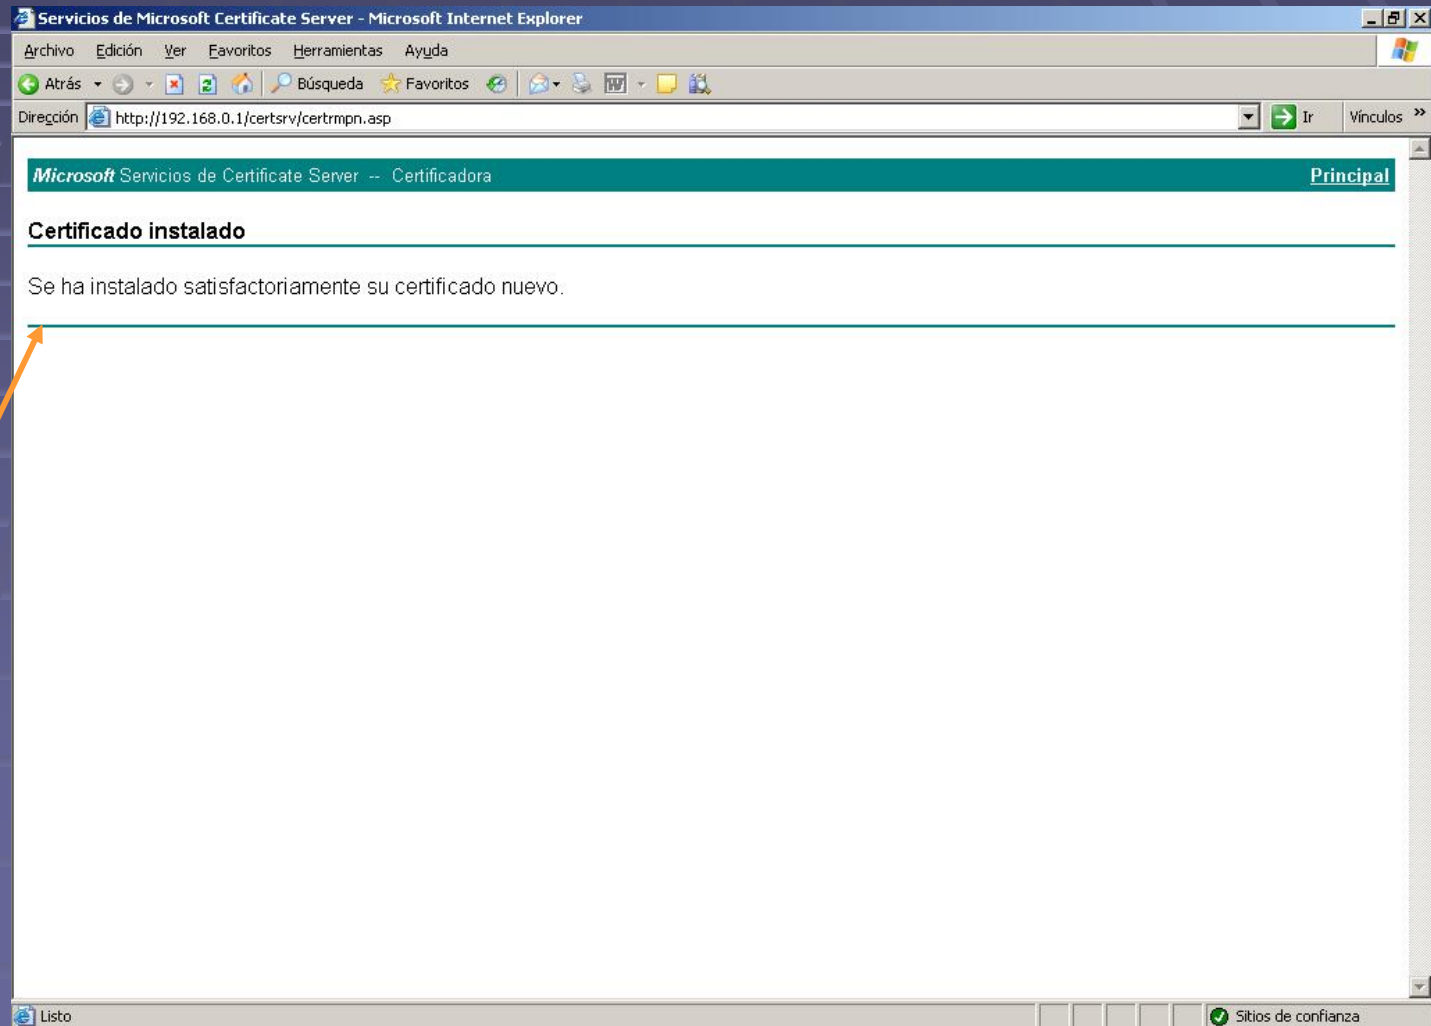 Servicios de Microsoft Certificate Server - Microsoft Internet Explorer
Archivo Edición Ver Favoritos Herramientas Ayuda
Atrás Búsqueda Favoritos
Dirección http://192.168.0.1/certsrv/certrmpn.asp Ir Vínculos »
Microsoft Servicios de Certificate Server -- Certificadora Principal
Certificado instalado
Se ha instalado satisfactoriamente su certificado nuevo.
Listo Sitios de confianza